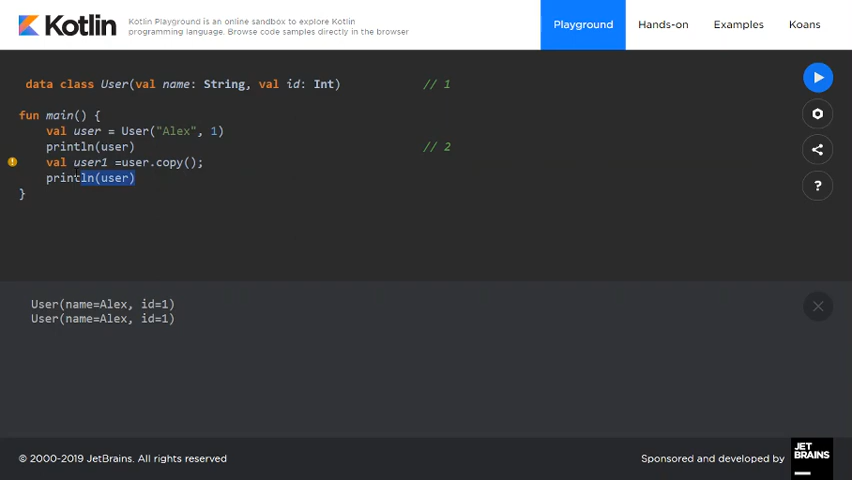 Kotlin
Kotlin Playground is an online sandbox to explore Kotlin
programming language. Browse code samples directly in the browser
Playground
Hands-on
Examples
Koans
data class User(val name: String, val id: Int) // 1
fun main() {
val user = User("Alex", 1)
println(user) // 2
val user1 =user.copy();
println(user)
}
User(name=Alex, id=1)
User(name=Alex, id=1)
© 2000-2019 JetBrains. All rights reserved
Sponsored and developed by
JET
BRAINS